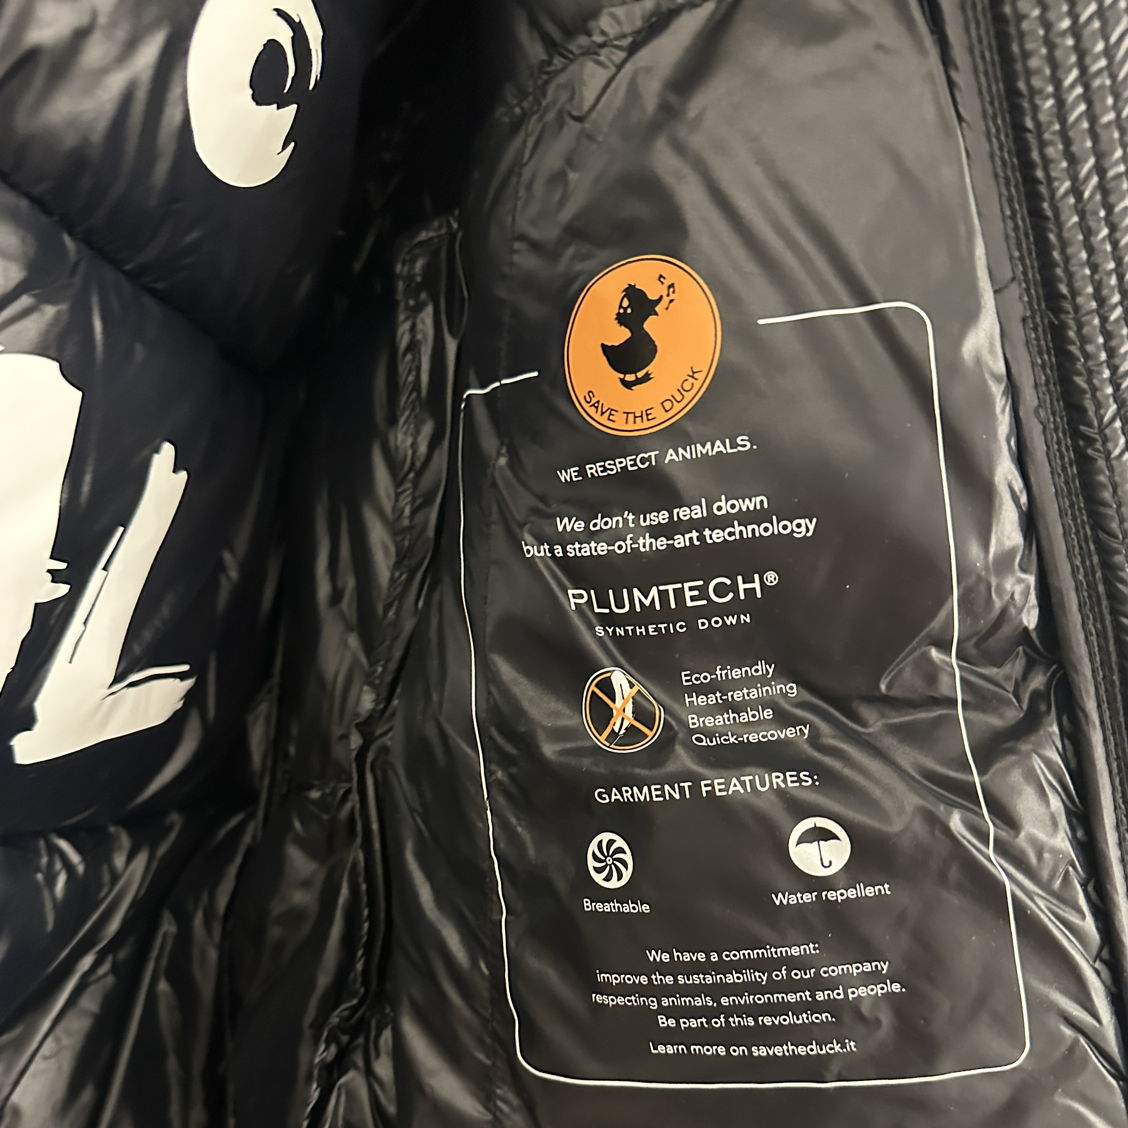 SAVE THE DUCK
WE RESPECT ANIMALS.
We don't use real down
but a state-of-the-art technology
PLUMTECH®
SYNTHETIC DOWN
Eco-friendly
Heat-retaining
Breathable
Quick-recovery
GARMENT FEATURES:
Breathable
Water repellent
We have a commitment:
improve the sustainability of our company
respecting animals, environment and people.
Be part of this revolution.
Learn more on savetheduck.it